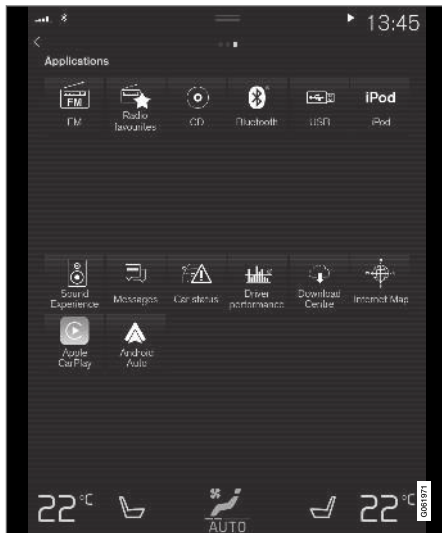 13:45
Applications
FM
Radio
favourites
FM
CD
Bluetooth
USB
iPod
iPod
Sound
Experience
Messages
Car status
Driver
performance
Download
Centre
Internet Map
Apple
CarPlay
Android
Auto
22°C
AUTO
22°C
G061971